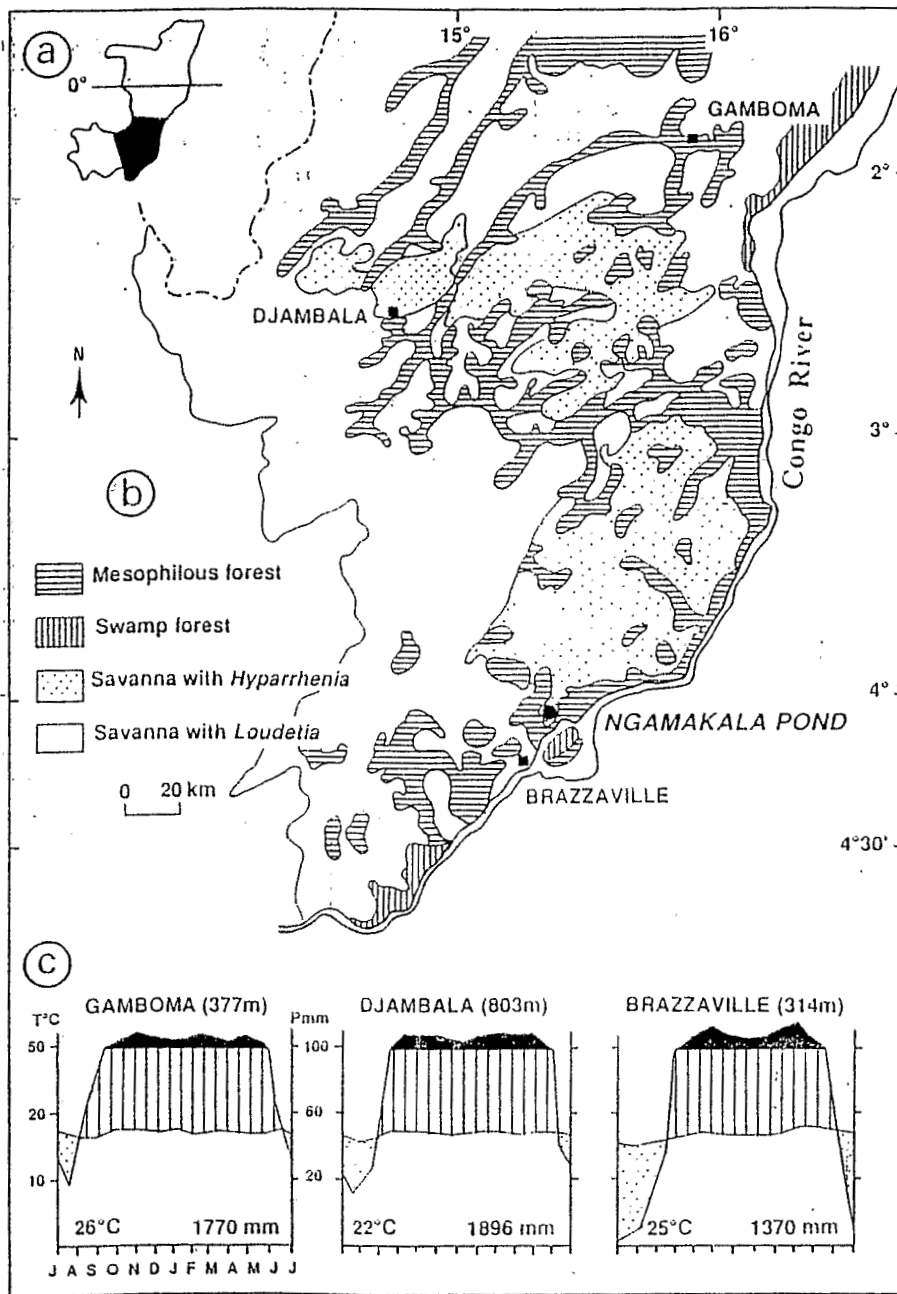 a
0°
15°
16°
GAMBOMA
2°
DJAMBALA
N
Congo River
3°
b
Mesophilous forest
Swamp forest
Savanna with Hyparrhenia
Savanna with Loudetia
4°
NGAMAKALA POND
0 20 km
BRAZZAVILLE
4°30'
c
GAMBOMA (377m)
DJAMBALA (803m)
BRAZZAVILLE (314m)
T°C
Pmm
50
100
20
60
10
20
26°C
1770 mm
22°C
1896 mm
25°C
1370 mm
J A S O N D J F M A M J J